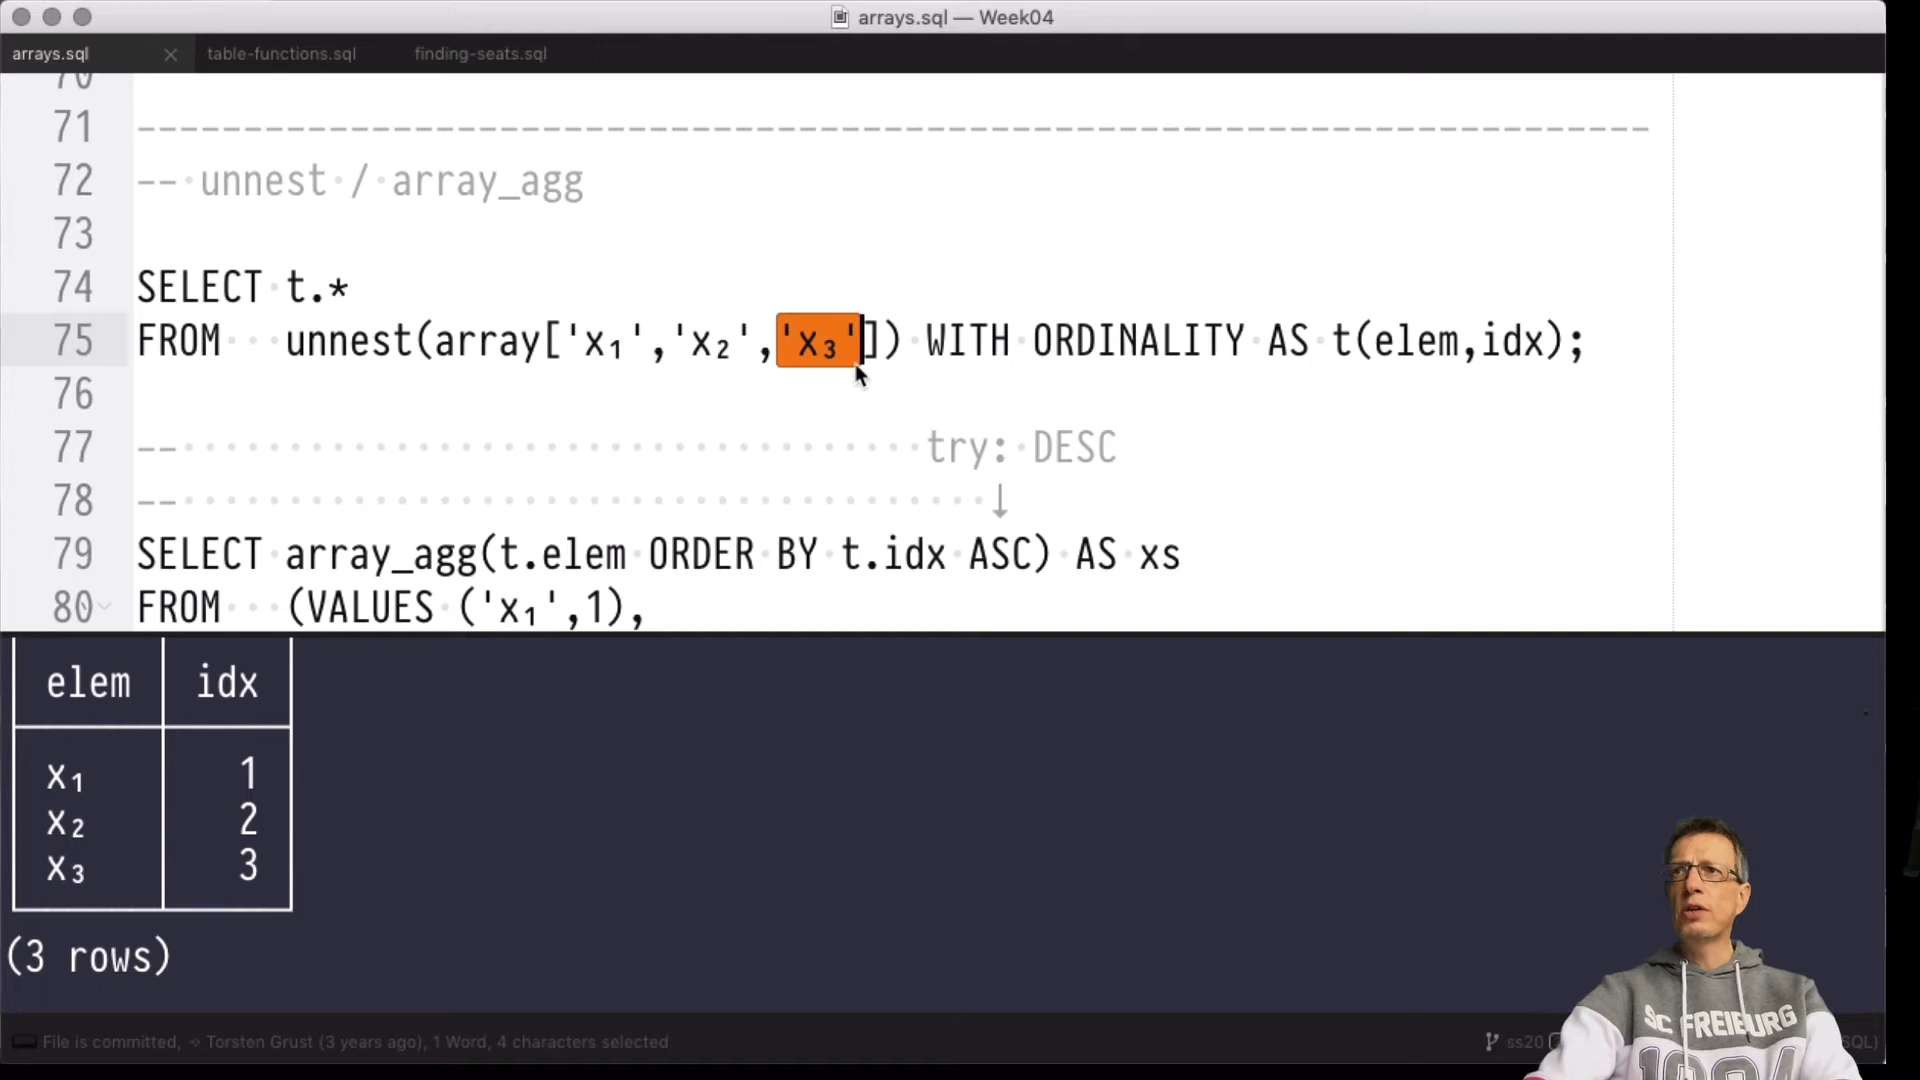 arrays.sql — Week04
arrays.sql table-functions.sql finding-seats.sql
70
71 -----------------------------------------------------------------------
72 -- unnest / array_agg
73
74 SELECT t.*
75 FROM unnest(array['x₁','x₂','x₃']) WITH ORDINALITY AS t(elem,idx);
76
77 -- try: DESC
78 -- ↓
79 SELECT array_agg(t.elem ORDER BY t.idx ASC) AS xs
80 FROM (VALUES ('x₁',1),
elem idx
x₁ 1
x₂ 2
x₃ 3
(3 rows)
SC FREIBURG
File is committed, Torsten Grust (3 years ago), 1 Word, 4 characters selected ss20 SQL)